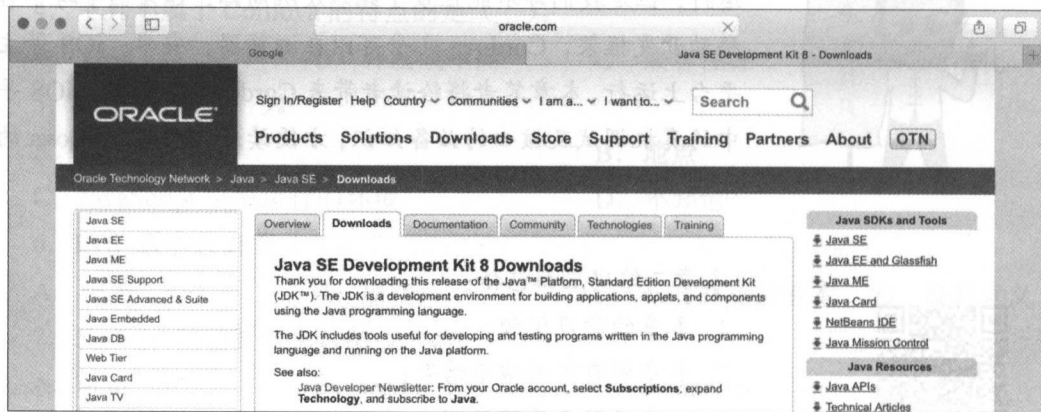 oracle.com
Google
Java SE Development Kit 8 - Downloads
ORACLE
Sign In/Register Help Country Communities I am a... I want to... Search
Products Solutions Downloads Store Support Training Partners About OTN
Oracle Technology Network > Java > Java SE > Downloads
Java SE
Java EE
Java ME
Java SE Support
Java SE Advanced & Suite
Java Embedded
Java DB
Web Tier
Java Card
Java TV
Overview Downloads Documentation Community Technologies Training
Java SE Development Kit 8 Downloads
Thank you for downloading this release of the Java™ Platform, Standard Edition Development Kit
(JDK™). The JDK is a development environment for building applications, applets, and components
using the Java programming language.
The JDK includes tools useful for developing and testing programs written in the Java programming
language and running on the Java platform.
See also:
Java Developer Newsletter: From your Oracle account, select Subscriptions, expand
Technology, and subscribe to Java.
Java SDKs and Tools
Java SE
Java EE and Glassfish
Java ME
Java Card
NetBeans IDE
Java Mission Control
Java Resources
Java APIs
Technical Articles